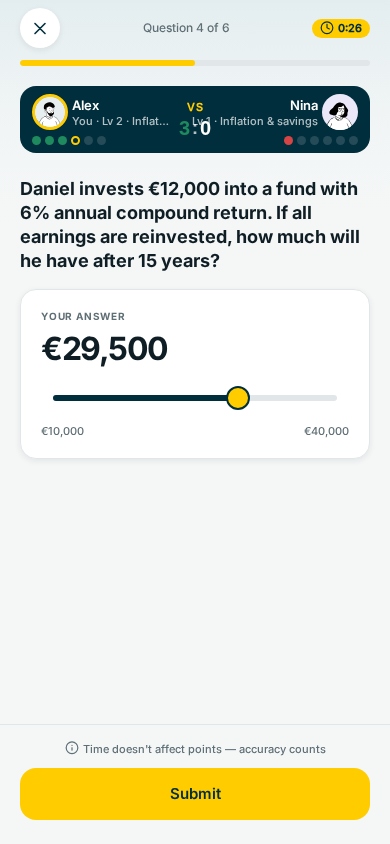 Question 4 of 6
0:26
Alex
VS
Nina
You · Lv 2 · Inflat...
Lv 1 · Inflation & savings
3:0
Daniel invests €12,000 into a fund with
6% annual compound return. If all
earnings are reinvested, how much will
he have after 15 years?
YOUR ANSWER
€29,500
€10,000
€40,000
Time doesn't affect points — accuracy counts
Submit